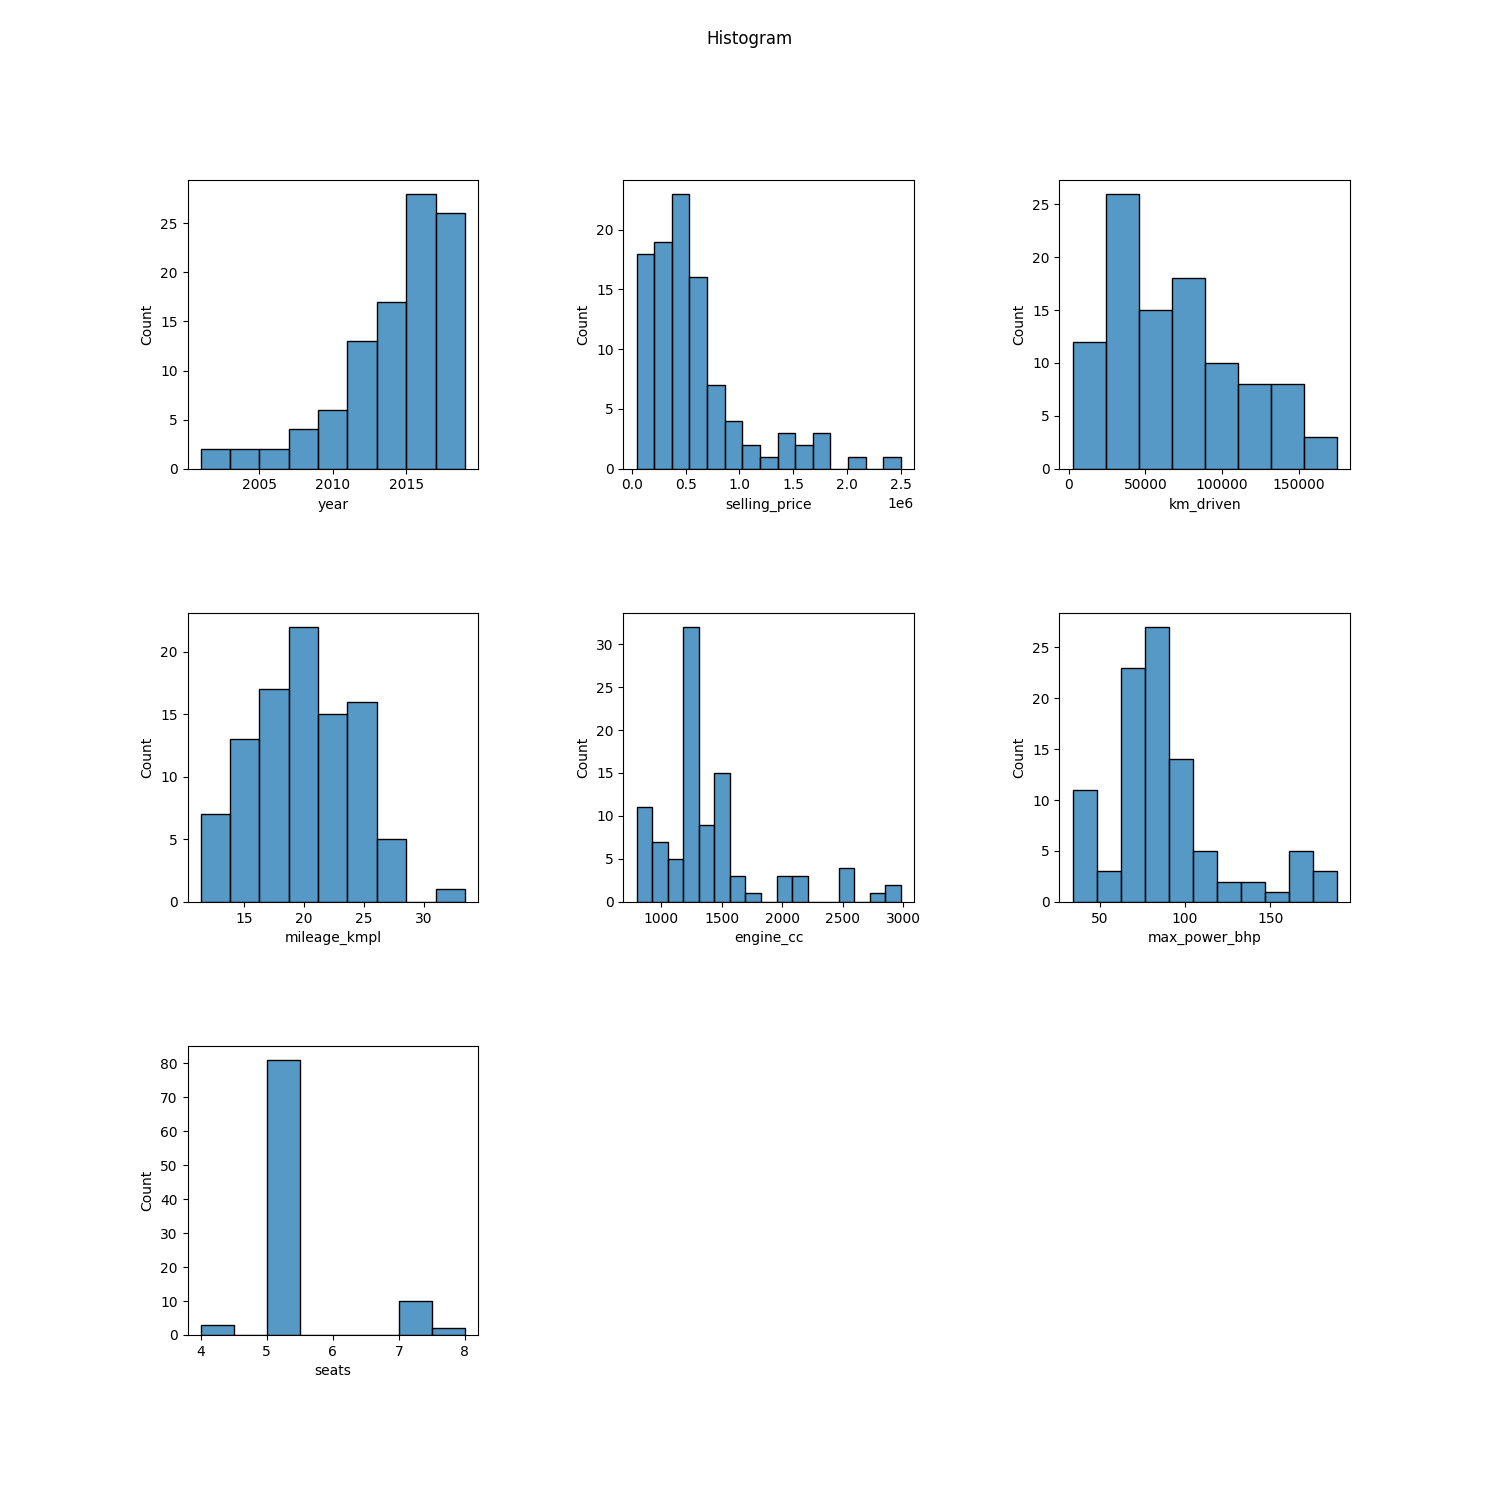 Histogram
25
20
15
10
5
0
Count
2005 2010 2015
year
20
15
10
5
0
Count
0.0 0.5 1.0 1.5 2.0 2.5
1e6
selling_price
25
20
15
10
5
0
Count
0 50000 100000 150000
km_driven
20
15
10
5
0
Count
15 20 25 30
mileage_kmpl
30
25
20
15
10
5
0
Count
1000 1500 2000 2500 3000
engine_cc
25
20
15
10
5
0
Count
50 100 150
max_power_bhp
80
70
60
50
40
30
20
10
0
Count
4 5 6 7 8
seats